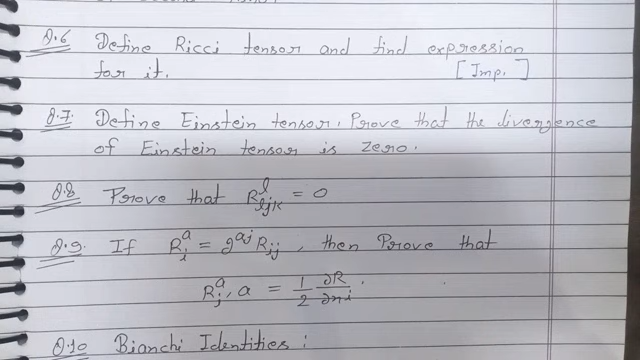 Q.6 Define Ricci tensor and find expression
for it. [Imp.]
Q.7. Define Einstein tensor. Prove that the divergence
of Einstein tensor is zero.
Q.8 Prove that R^l_{ljk} = 0
Q.9. If R^a_i = g^{aj} R_{ij}, then Prove that
R^a_{i,a} = 1/2 ∂R/∂x^i.
Q.10 Bianchi Identities: